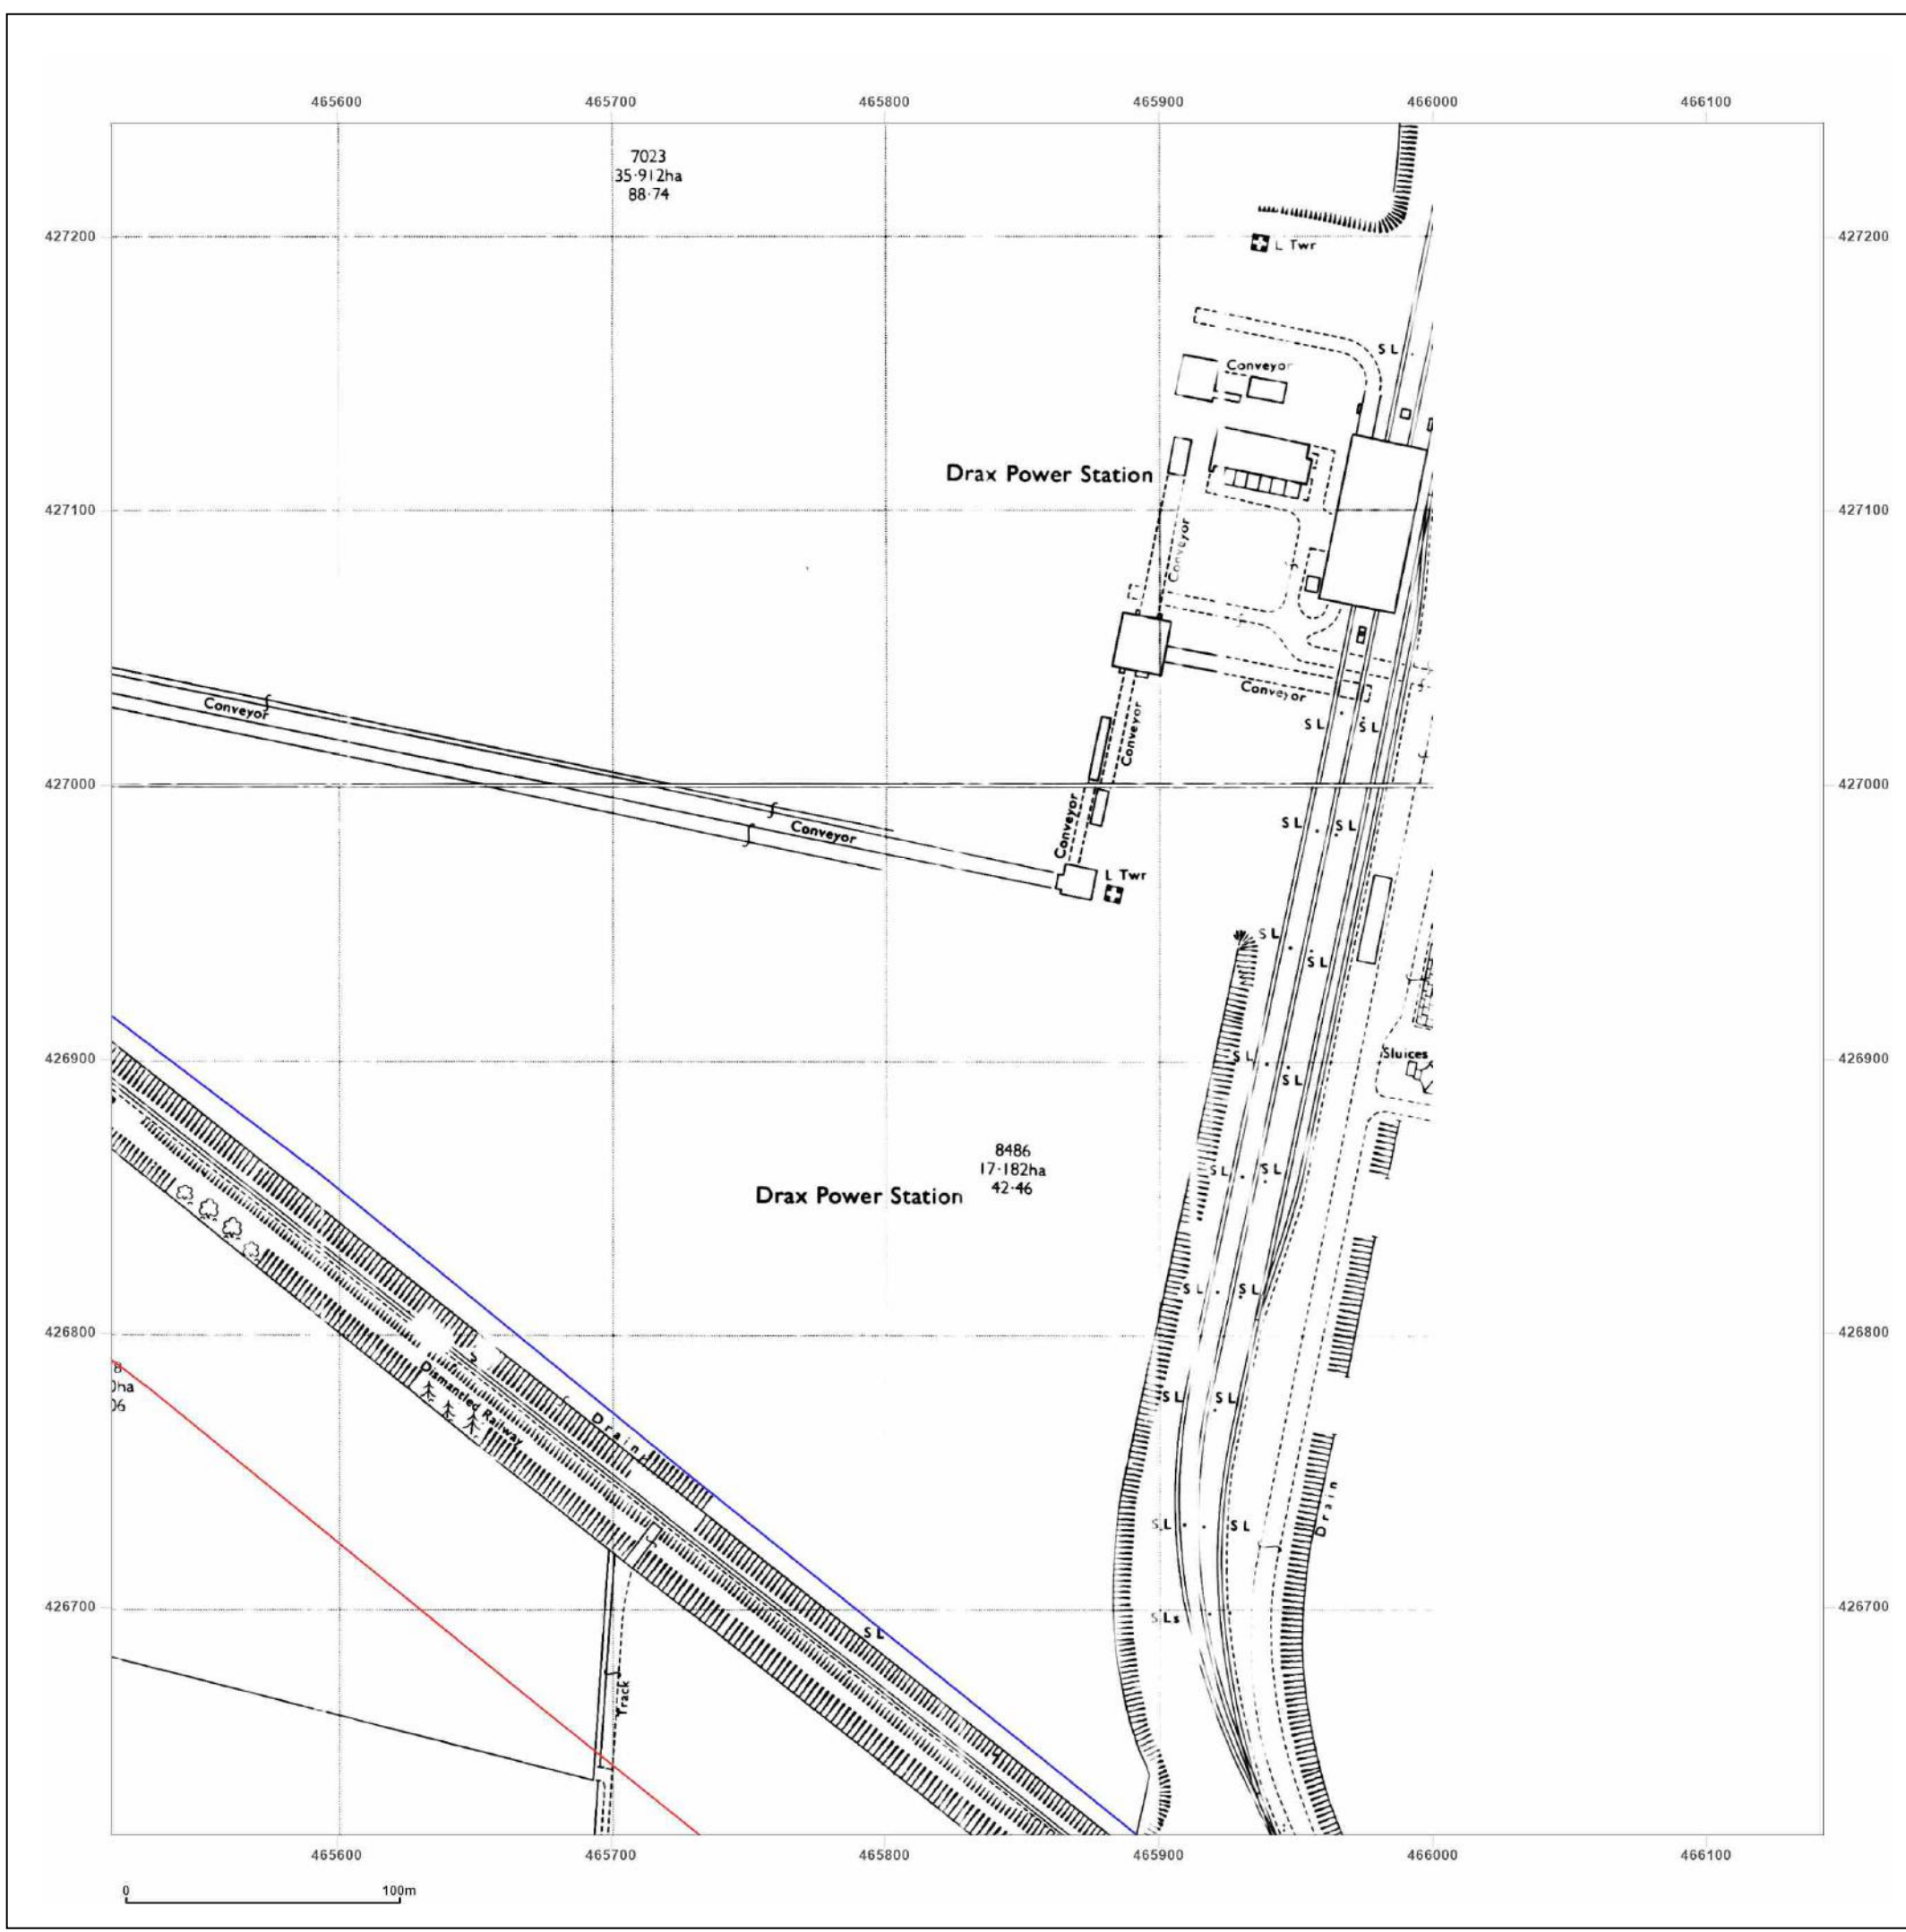 465600 465700 465800 465900 466000 466100
7023
35·912ha
88·74
427200 427200
L Twr
S L
Conveyor
Drax Power Station
427100 427100
Conveyor
Conveyor
Conveyor
S L S L
Conveyor
427000 427000
Conveyor
Conveyor
S L S L
L Twr
S L
S L
426900 426900
Sluices
S L
S L
8486
17·182ha
42·46
S L S L
Drax Power Station
S L S L
426800 426800
8
0ha
06
Dismantled Railway
S L S L
Drain
Drain
S L S L
426700 426700
S Ls
S L
Track
465600 465700 465800 465900 466000 466100
0 100m